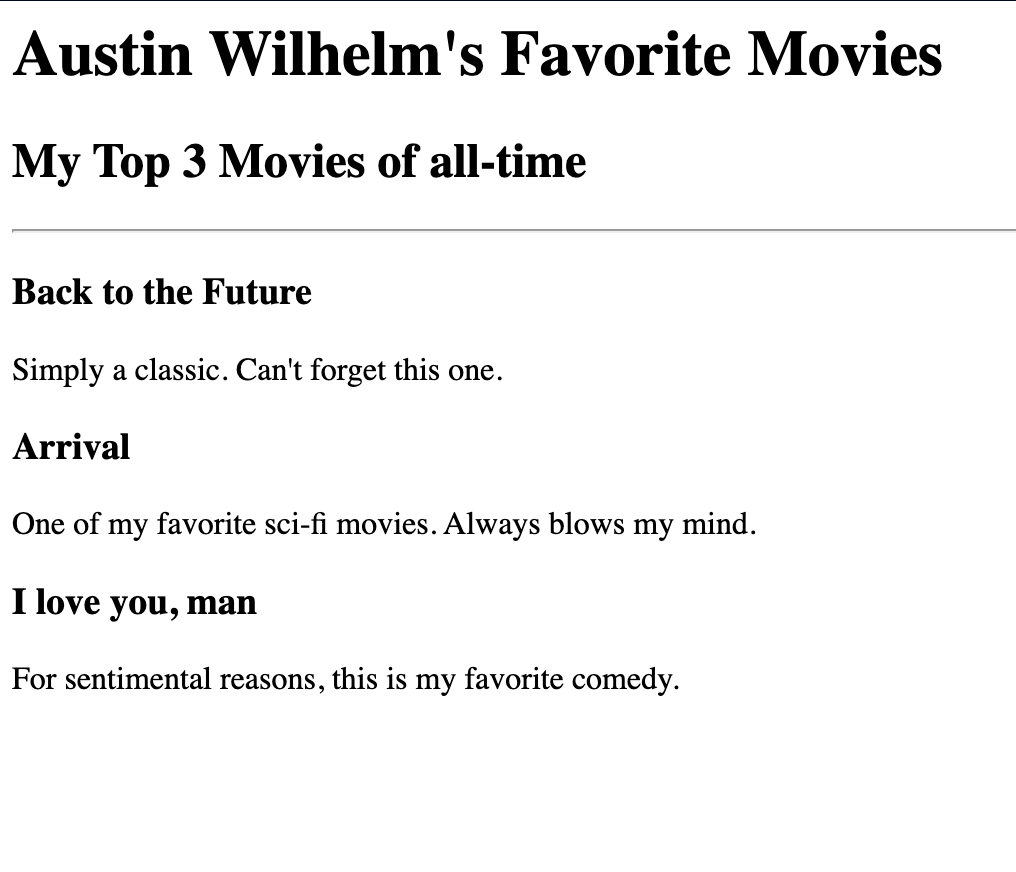 Austin Wilhelm's Favorite Movies
My Top 3 Movies of all-time
Back to the Future
Simply a classic. Can't forget this one.
Arrival
One of my favorite sci-fi movies. Always blows my mind.
I love you, man
For sentimental reasons, this is my favorite comedy.